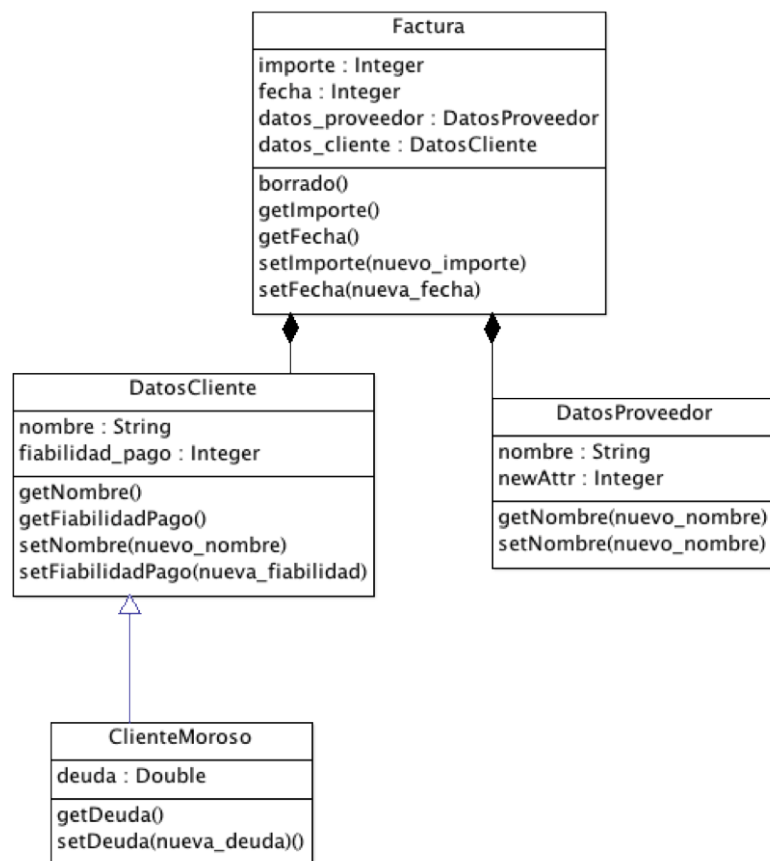 Factura
importe : Integer
fecha : Integer
datos_proveedor : DatosProveedor
datos_cliente : DatosCliente
borrado()
getImporte()
getFecha()
setImporte(nuevo_importe)
setFecha(nueva_fecha)
DatosCliente
nombre : String
fiabilidad_pago : Integer
getNombre()
getFiabilidadPago()
setNombre(nuevo_nombre)
setFiabilidadPago(nueva_fiabilidad)
DatosProveedor
nombre : String
newAttr : Integer
getNombre(nuevo_nombre)
setNombre(nuevo_nombre)
ClienteMoroso
deuda : Double
getDeuda()
setDeuda(nueva_deuda)()